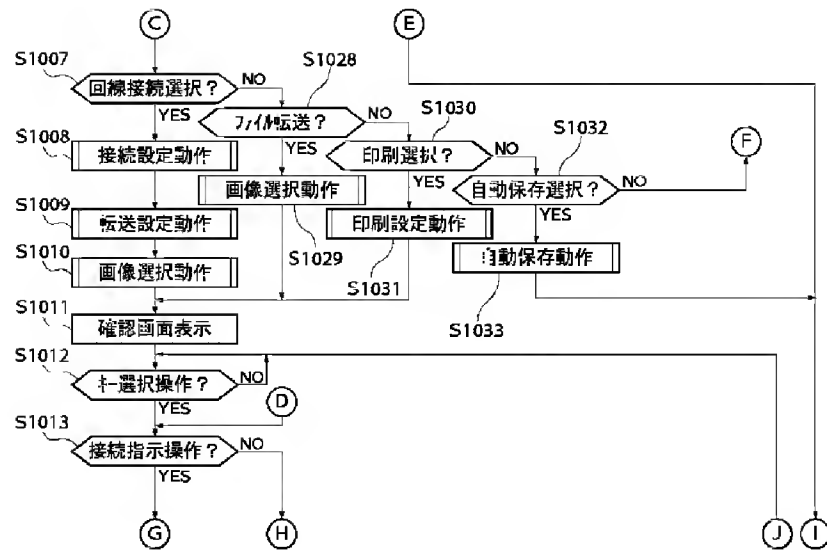 C
E
S1007
回線接続選択？
NO
S1028
YES
ファイル転送？
NO
S1030
S1008
接続設定動作
YES
印刷選択？
NO
S1032
F
画像選択動作
YES
自動保存選択？
NO
S1009
転送設定動作
S1029
印刷設定動作
YES
S1010
画像選択動作
S1031
自動保存動作
S1011
確認画面表示
S1033
S1012
キー選択操作？
NO
YES
D
S1013
接続指示操作？
NO
YES
G
H
J
I